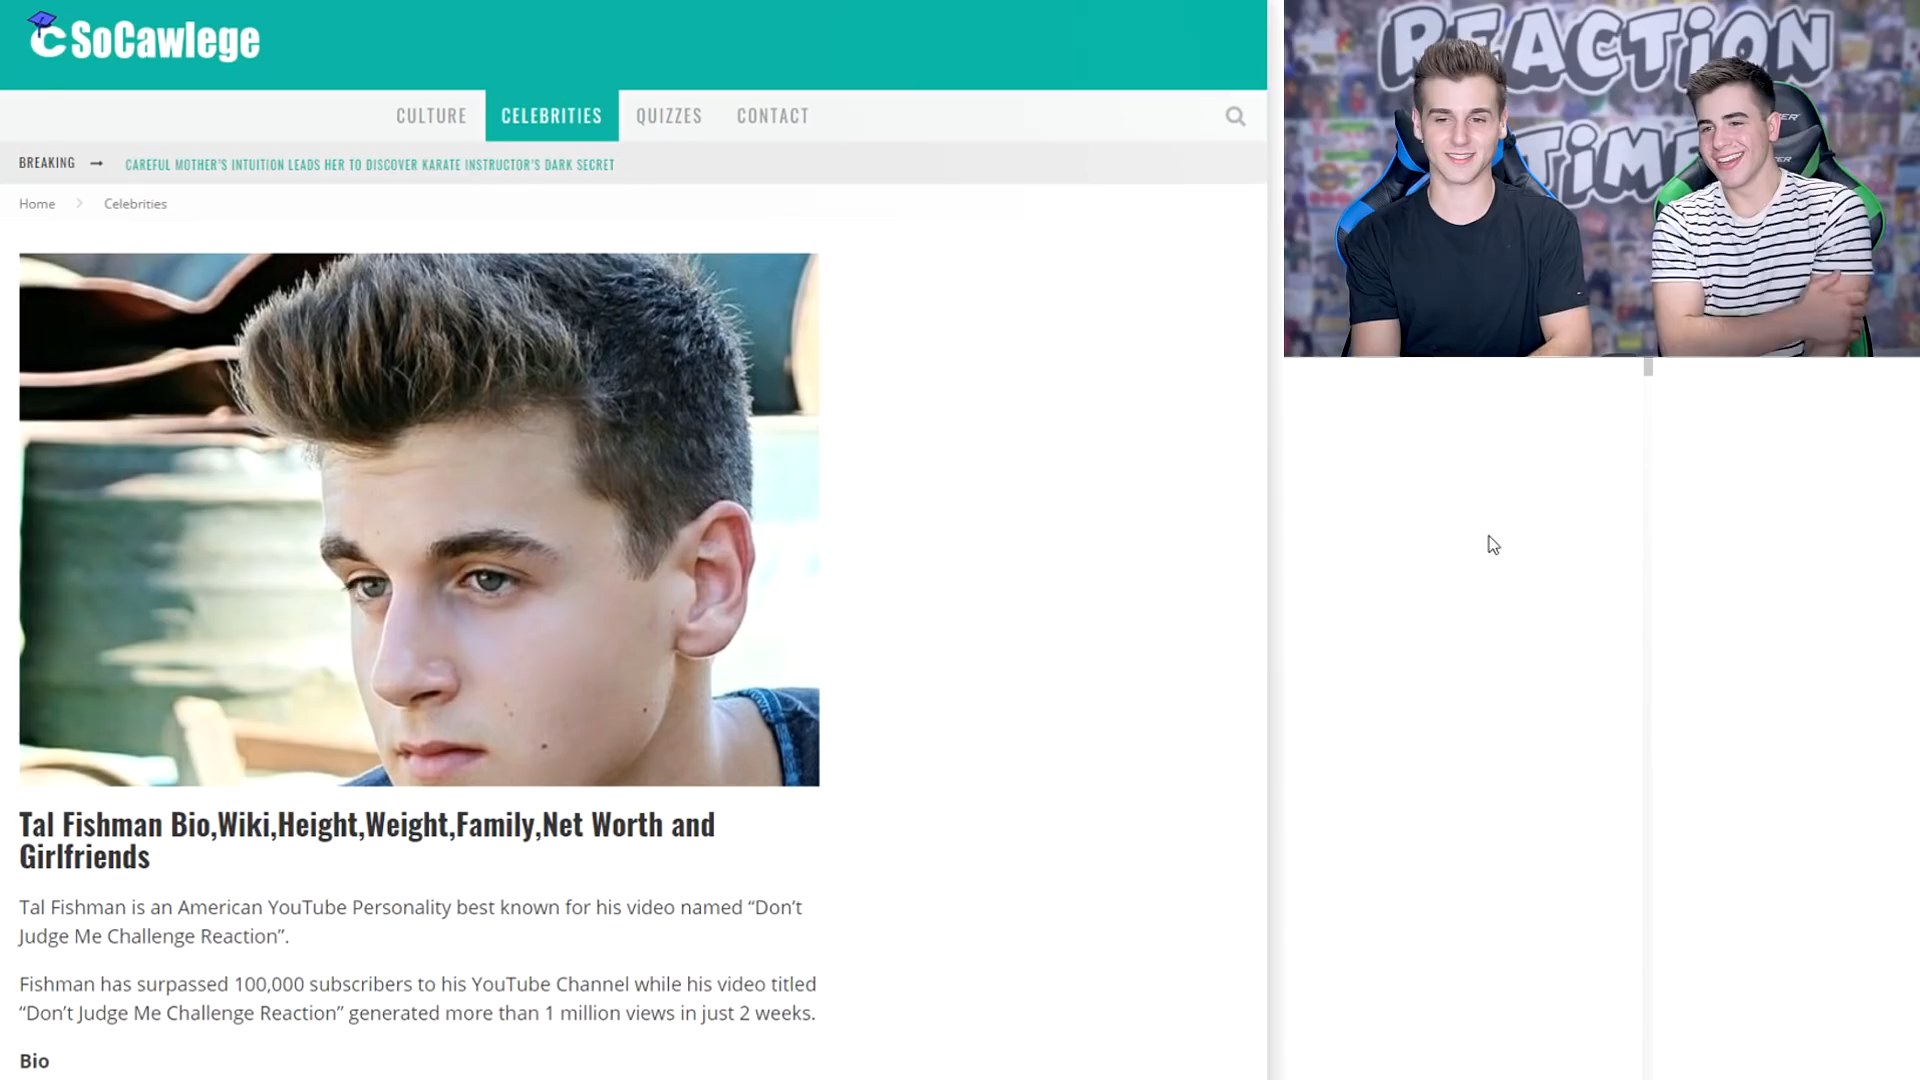 SoCawlege
CULTURE
CELEBRITIES
QUIZZES
CONTACT
BREAKING
CAREFUL MOTHER'S INTUITION LEADS HER TO DISCOVER KARATE INSTRUCTOR'S DARK SECRET
Home
Celebrities
REACTION
TIME
Tal Fishman Bio,Wiki,Height,Weight,Family,Net Worth and
Girlfriends
Tal Fishman is an American YouTube Personality best known for his video named “Don’t
Judge Me Challenge Reaction”.
Fishman has surpassed 100,000 subscribers to his YouTube Channel while his video titled
“Don’t Judge Me Challenge Reaction” generated more than 1 million views in just 2 weeks.
Bio